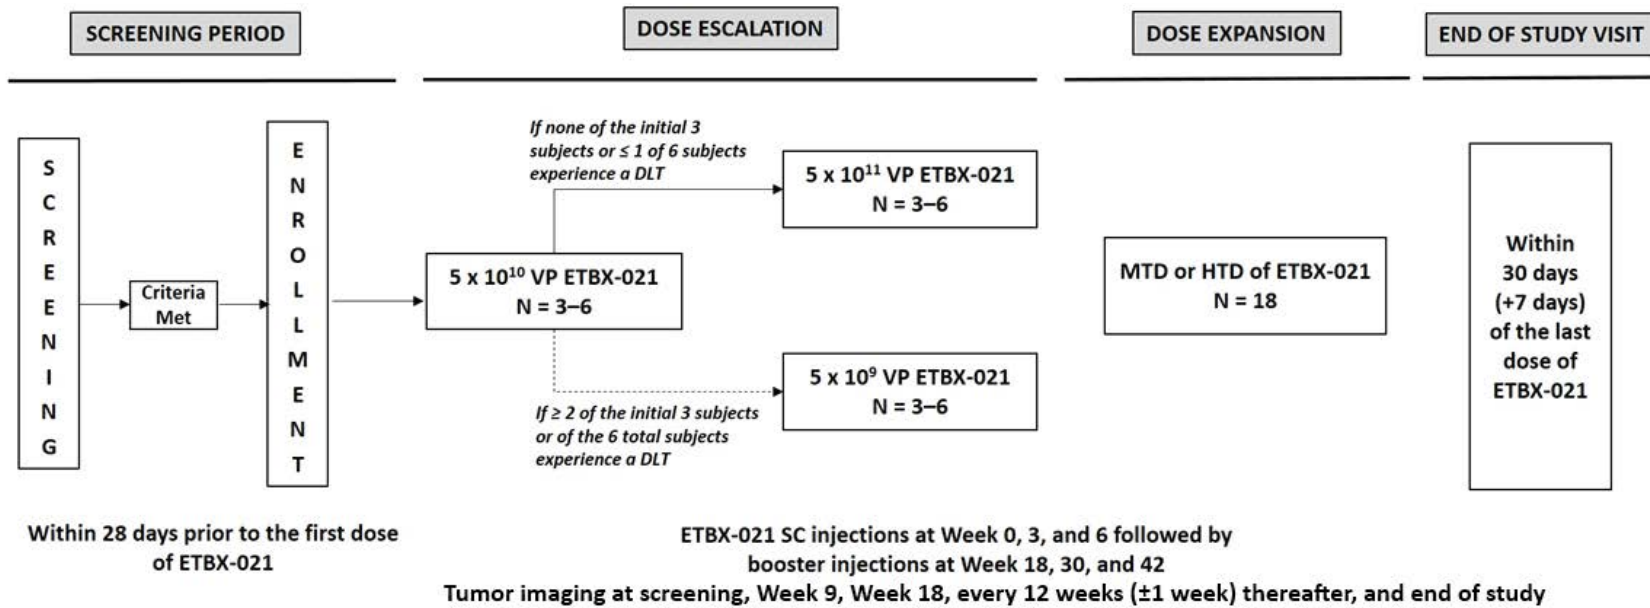 SCREENING PERIOD
DOSE ESCALATION
DOSE EXPANSION
END OF STUDY VISIT
SCREENING
Criteria
Met
ENROLLMENT
5 x 10¹⁰ VP ETBX-021
N = 3–6
If none of the initial 3
subjects or ≤ 1 of 6 subjects
experience a DLT
5 x 10¹¹ VP ETBX-021
N = 3–6
If ≥ 2 of the initial 3 subjects
or of the 6 total subjects
experience a DLT
5 x 10⁹ VP ETBX-021
N = 3–6
MTD or HTD of ETBX-021
N = 18
Within
30 days
(+7 days)
of the last
dose of
ETBX-021
Within 28 days prior to the first dose
of ETBX-021
ETBX-021 SC injections at Week 0, 3, and 6 followed by
booster injections at Week 18, 30, and 42
Tumor imaging at screening, Week 9, Week 18, every 12 weeks (±1 week) thereafter, and end of study